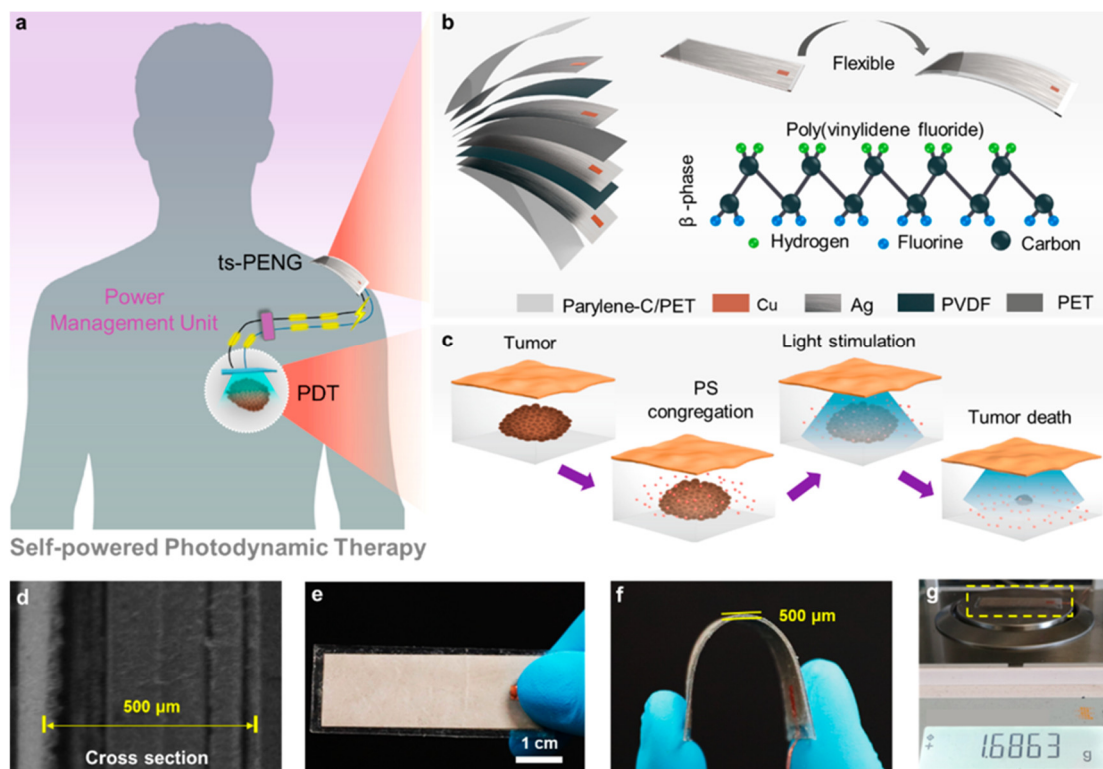 a
ts-PENG
Power
Management Unit
PDT
Self-powered Photodynamic Therapy
b
Flexible
Poly(vinylidene fluoride)
β -phase
Hydrogen
Fluorine
Carbon
Parylene-C/PET
Cu
Ag
PVDF
PET
c
Tumor
PS
congregation
Light stimulation
Tumor death
d
500 μm
Cross section
e
1 cm
f
500 μm
g
1.6863 g